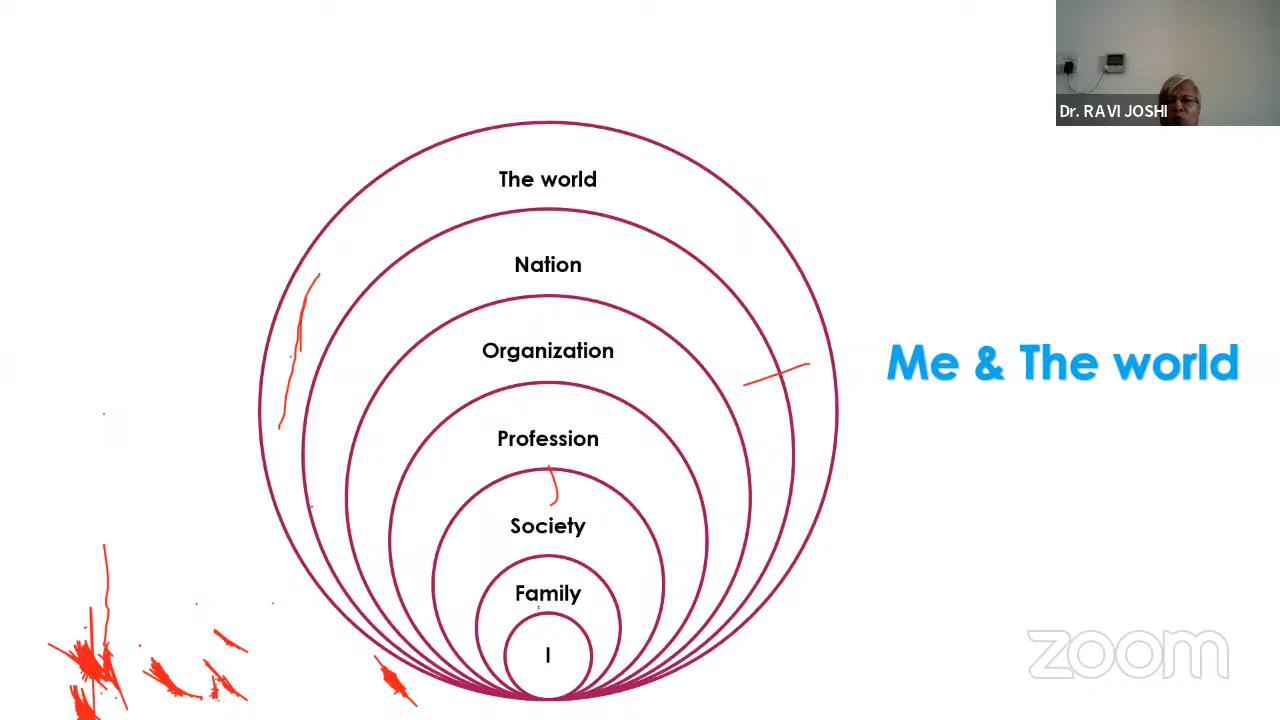 Dr. RAVI JOSHI
The world
Nation
Organization
Me & The world
Profession
Society
Family
I
zoom